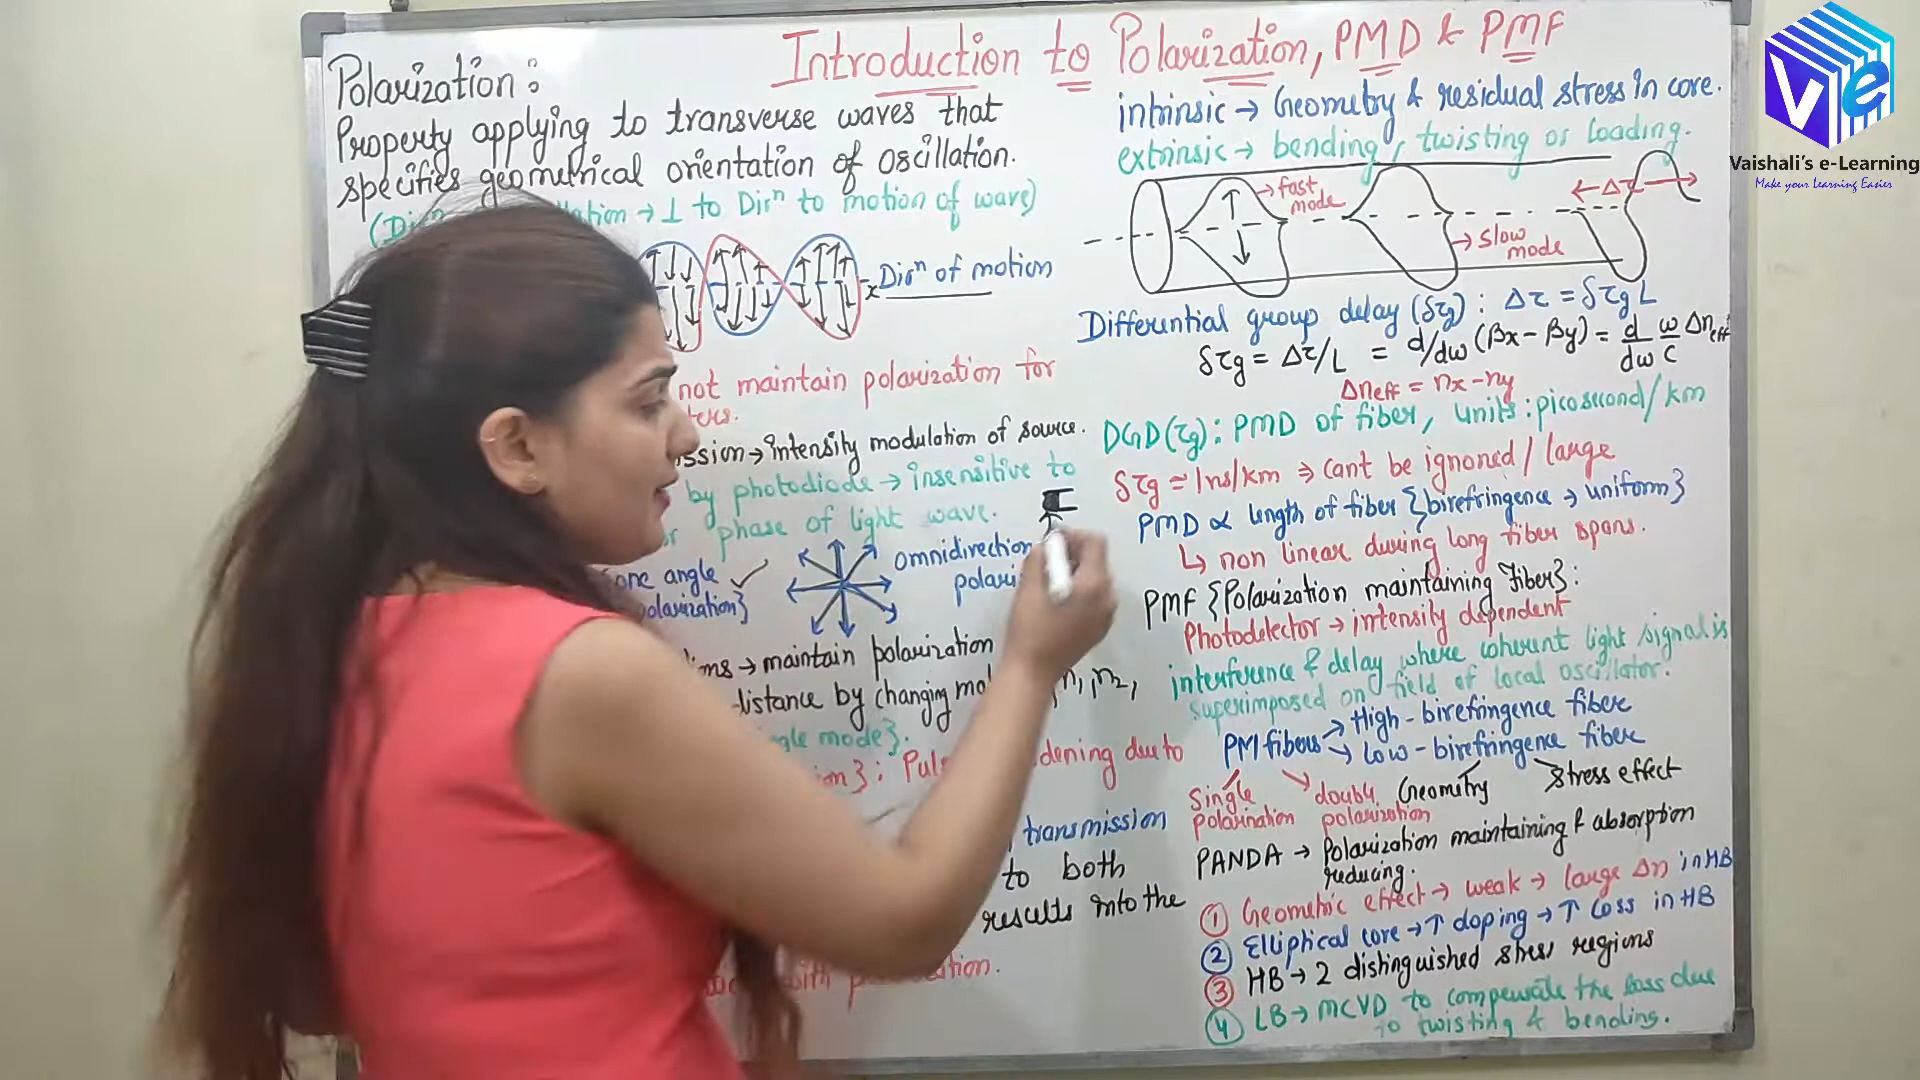 Introduction to Polarization, PMD & PMF
Polarization:
Property applying to transverse waves that
specifies geometrical orientation of oscillation.
(Dirⁿ → ⊥ to Dirⁿ to motion of wave)
x Dirⁿ of motion
not maintain polarization for
→ intensity modulation of source.
by photodiode → insensitive to
phase of light wave.
one angle ✓
polarization}
→ maintain polarization
distance by changing n₁, n₂,
mode}.
due to
transmission
to both
results into the
intrinsic → Geometry & residual stress in core.
extrinsic → bending, twisting or loading.
→ fast
mode
← Δτ →
→ slow
mode
Differential group delay (δτg): Δτ = δτg L
δτg = Δτ/L = d/dω (βx - βy) = d/dω ω/c Δneff
Δneff = nx - ny
DGD(τg): PMD of fiber, units: picosecond/km
δτg ≃ 1ns/km ⇒ cant be ignored/large
PMD ∝ length of fiber {birefringence → uniform}
↳ non linear during long fiber spans.
PMF {Polarization maintaining Fiber}:
Photodetector → intensity dependent
interference & delay where coherent light signal is
superimposed on field of local oscillator.
PM fibers → High-birefringence fiber
→ Low-birefringence fiber
Single
polarination
double
polarization
Geometry
stress effect
PANDA → Polarization maintaining & absorption
reducing.
① Geometric effect → weak → large Δn in HB
② Elliptical core → ↑ doping → ↑ Loss in HB
③ HB → 2 distinguished stress regions
④ LB → MCVD to compensate the loss due
to twisting & bending.
Ve
Vaishali's e-Learning
Make your Learning Easier